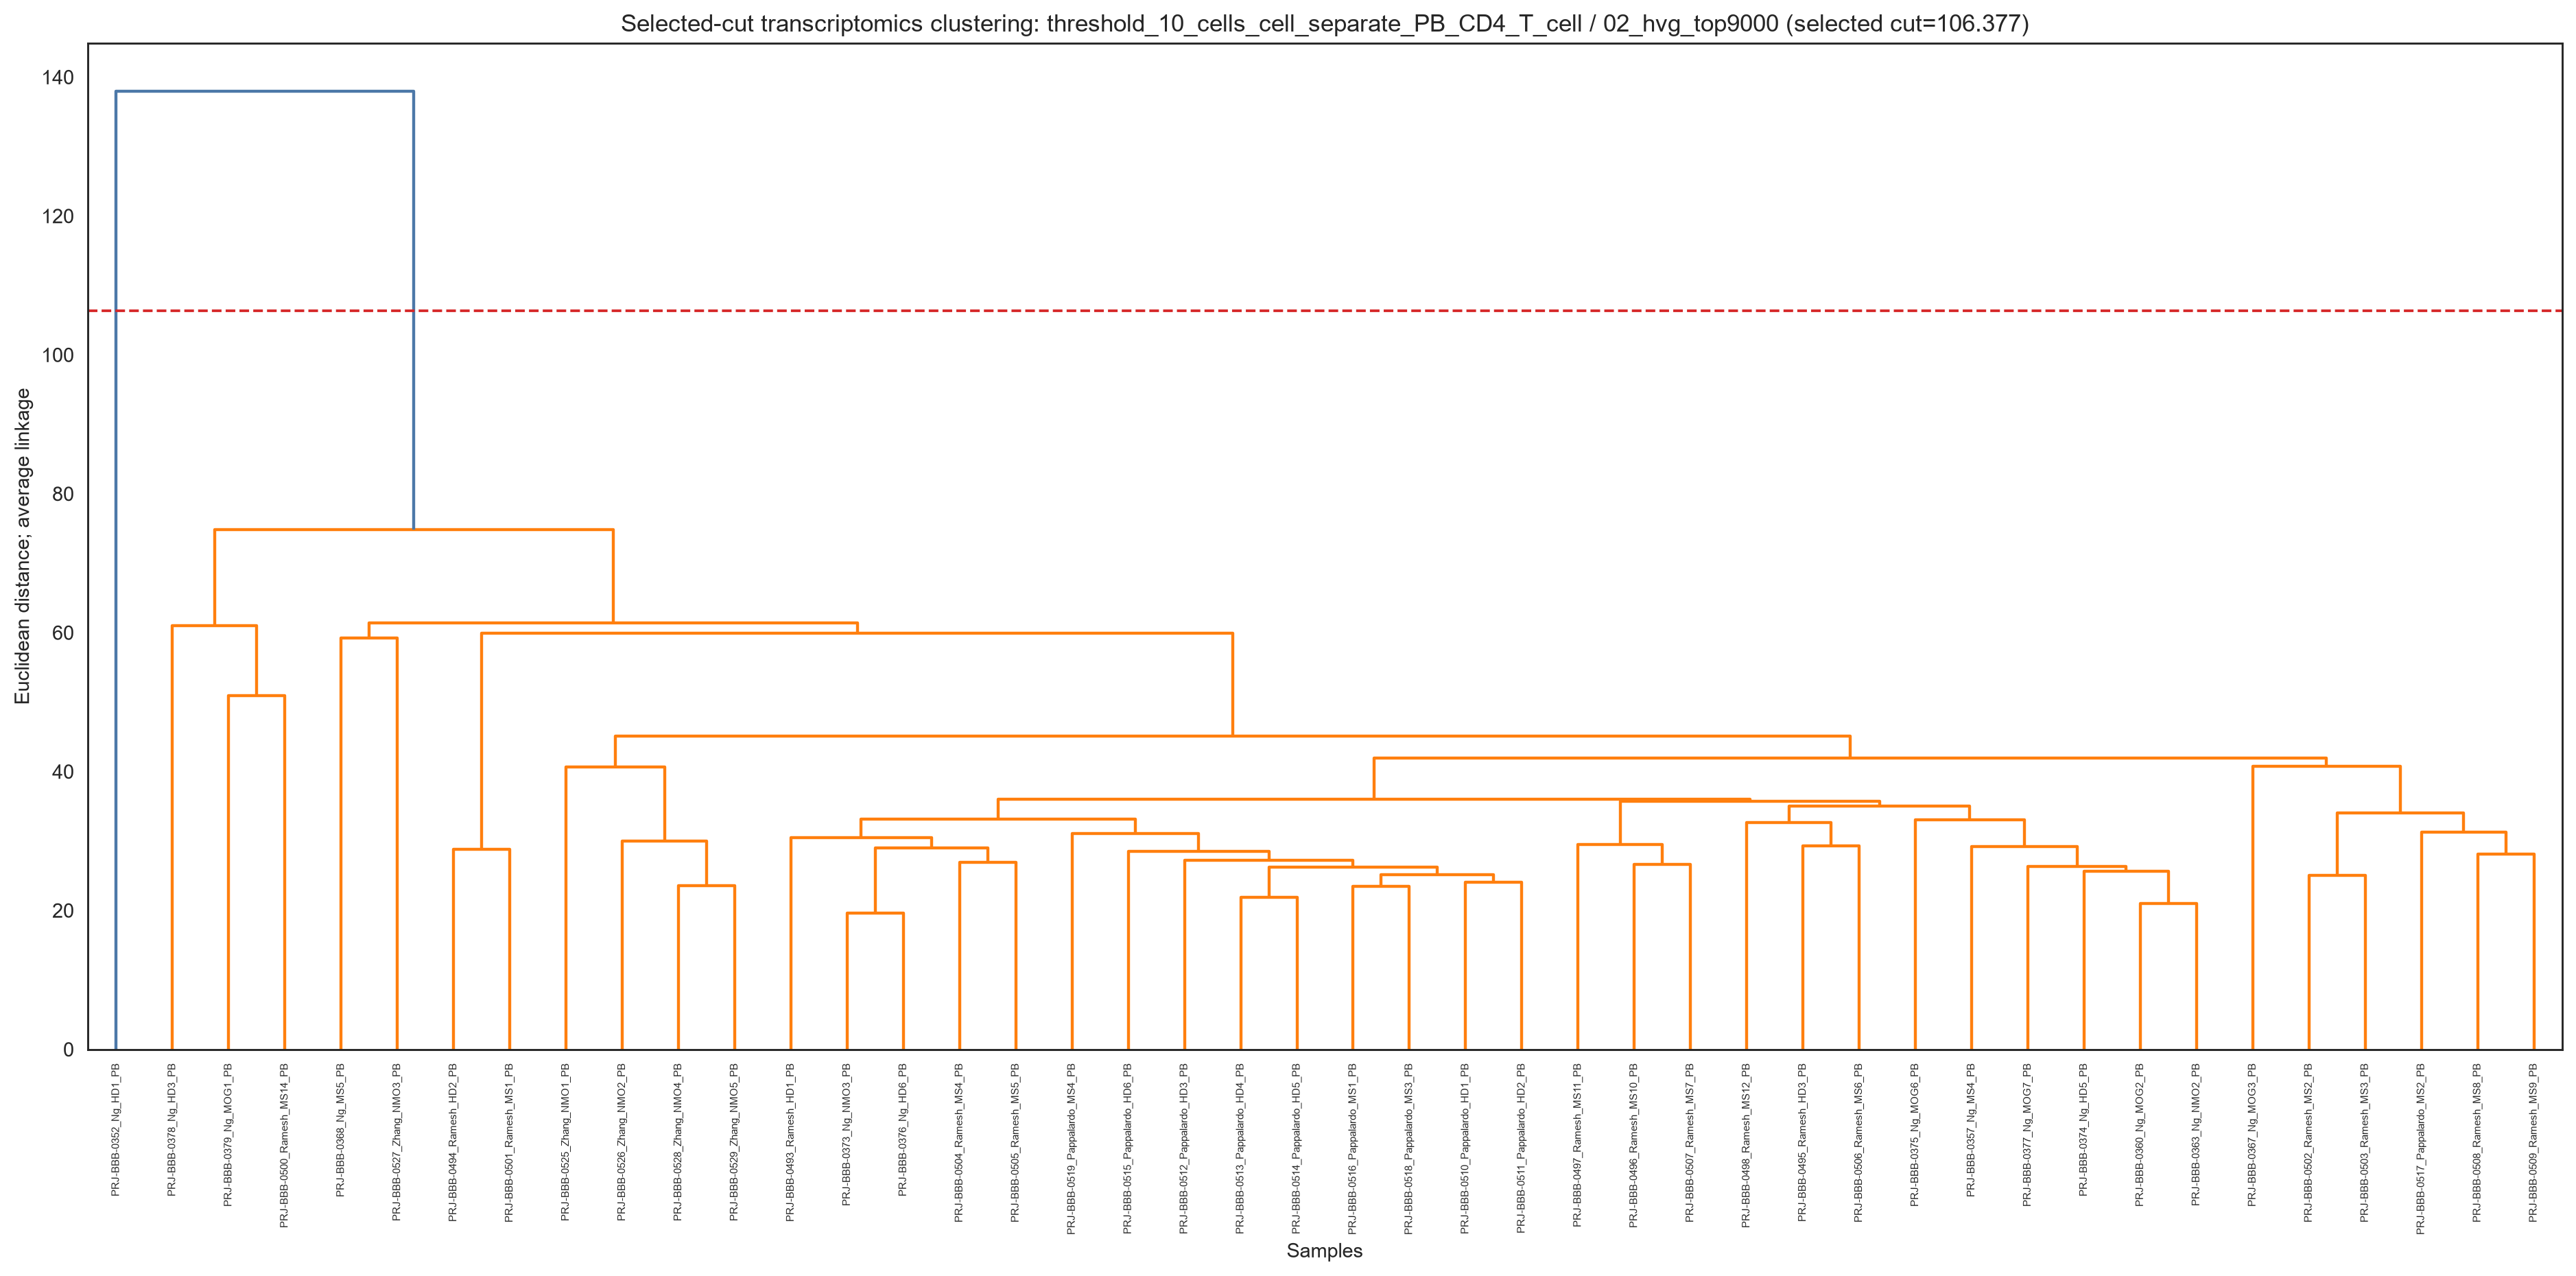 Selected-cut transcriptomics clustering: threshold_10_cells_cell_separate_PB_CD4_T_cell / 02_hvg_top9000 (selected cut=106.377)
Euclidean distance; average linkage
140
120
100
80
60
40
20
0
PRJ-BBB-0352_Ng_HD1_PB
PRJ-BBB-0378_Ng_HD3_PB
PRJ-BBB-0379_Ng_MOG1_PB
PRJ-BBB-0500_Ramesh_MS14_PB
PRJ-BBB-0368_Ng_MS5_PB
PRJ-BBB-0527_Zhang_NMO3_PB
PRJ-BBB-0494_Ramesh_HD2_PB
PRJ-BBB-0501_Ramesh_MS1_PB
PRJ-BBB-0525_Zhang_NMO1_PB
PRJ-BBB-0526_Zhang_NMO2_PB
PRJ-BBB-0528_Zhang_NMO4_PB
PRJ-BBB-0529_Zhang_NMO5_PB
PRJ-BBB-0493_Ramesh_HD1_PB
PRJ-BBB-0373_Ng_NMO3_PB
PRJ-BBB-0376_Ng_HD6_PB
PRJ-BBB-0504_Ramesh_MS4_PB
PRJ-BBB-0505_Ramesh_MS5_PB
PRJ-BBB-0519_Pappalardo_MS4_PB
PRJ-BBB-0515_Pappalardo_HD6_PB
PRJ-BBB-0512_Pappalardo_HD3_PB
PRJ-BBB-0513_Pappalardo_HD4_PB
PRJ-BBB-0514_Pappalardo_HD5_PB
PRJ-BBB-0516_Pappalardo_MS1_PB
PRJ-BBB-0518_Pappalardo_MS3_PB
PRJ-BBB-0510_Pappalardo_HD1_PB
PRJ-BBB-0511_Pappalardo_HD2_PB
PRJ-BBB-0497_Ramesh_MS11_PB
PRJ-BBB-0496_Ramesh_MS10_PB
PRJ-BBB-0507_Ramesh_MS7_PB
PRJ-BBB-0498_Ramesh_MS12_PB
PRJ-BBB-0495_Ramesh_HD3_PB
PRJ-BBB-0506_Ramesh_MS6_PB
PRJ-BBB-0375_Ng_MOG6_PB
PRJ-BBB-0357_Ng_MS4_PB
PRJ-BBB-0377_Ng_MOG7_PB
PRJ-BBB-0374_Ng_HD5_PB
PRJ-BBB-0360_Ng_MOG2_PB
PRJ-BBB-0363_Ng_NMO2_PB
PRJ-BBB-0367_Ng_MOG3_PB
PRJ-BBB-0502_Ramesh_MS2_PB
PRJ-BBB-0503_Ramesh_MS3_PB
PRJ-BBB-0517_Pappalardo_MS2_PB
PRJ-BBB-0508_Ramesh_MS8_PB
PRJ-BBB-0509_Ramesh_MS9_PB
Samples